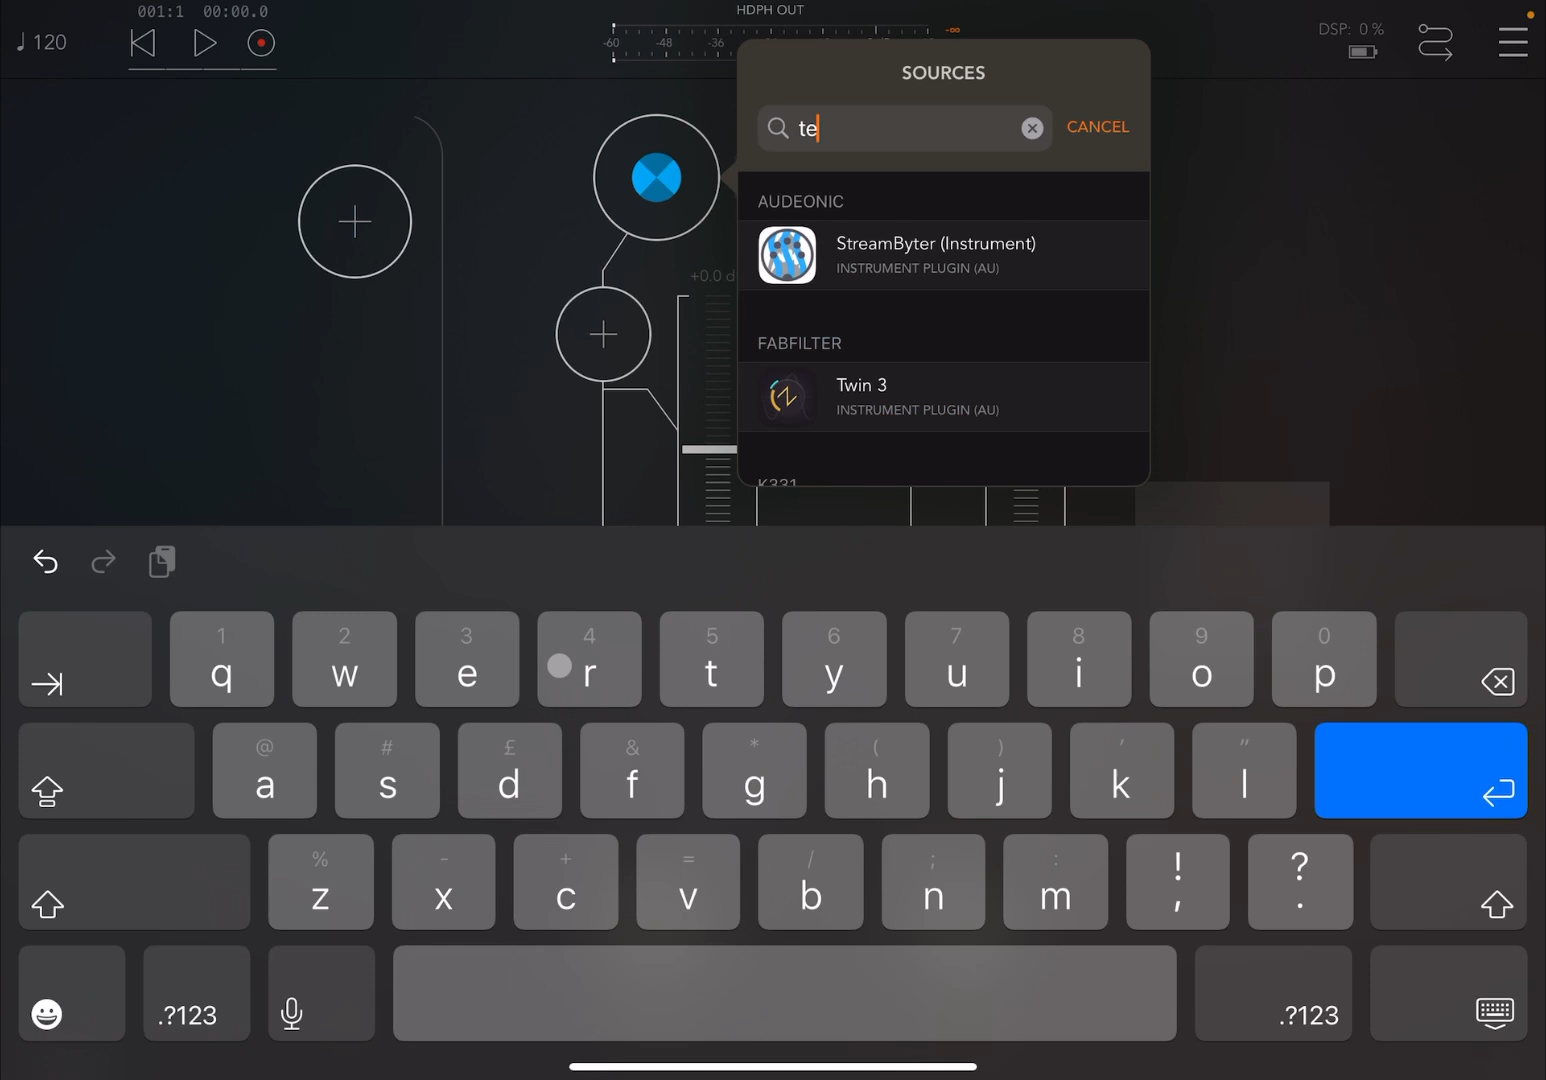 001:1 00:00.0
HDPH OUT
♩ 120
-60 -48 -36
-∞
DSP: 0 %
SOURCES
te
CANCEL
AUDEONIC
StreamByter (Instrument)
INSTRUMENT PLUGIN (AU)
+0.0 d
FABFILTER
Twin 3
INSTRUMENT PLUGIN (AU)
K331
1 2 3 4 5 6 7 8 9 0
q w e r t y u i o p
@ # £ & * ( ) ' "
a s d f g h j k l
% - + = / ; : ! ?
z x c v b n m , .
.?123 .?123